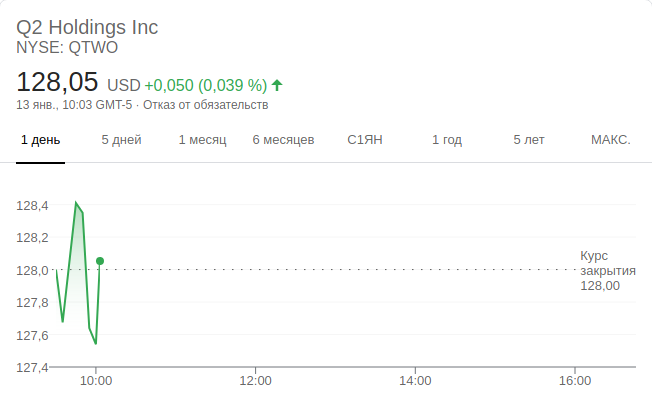 Q2 Holdings Inc
NYSE: QTWO
128,05 USD +0,050 (0,039 %)
13 янв., 10:03 GMT-5 · Отказ от обязательств
1 день 5 дней 1 месяц 6 месяцев С1ЯН 1 год 5 лет МАКС.
128,4
128,2
128,0
127,8
127,6
127,4
Курс
закрытия
128,00
10:00 12:00 14:00 16:00